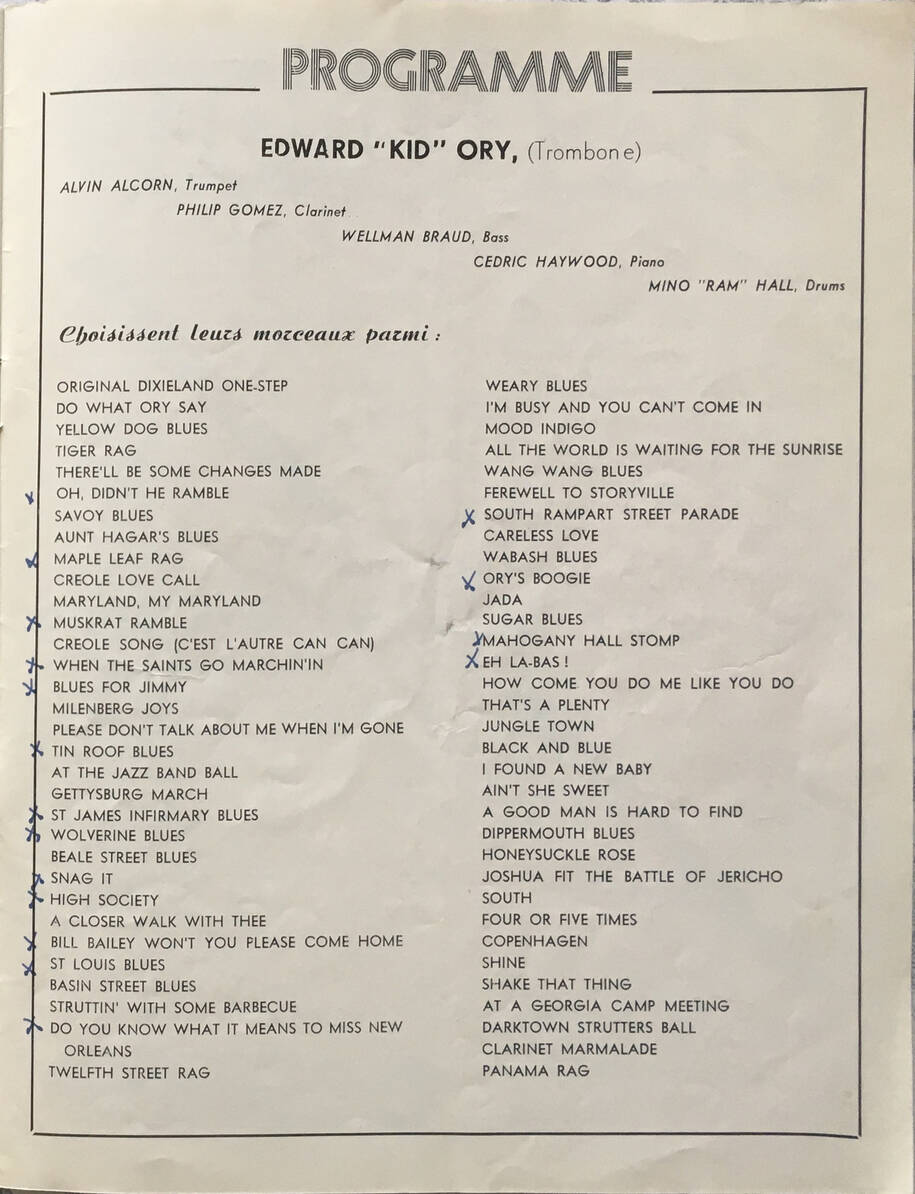 PROGRAMME
EDWARD "KID" ORY, (Trombone)
ALVIN ALCORN, Trumpet
PHILIP GOMEZ, Clarinet
WELLMAN BRAUD, Bass
CEDRIC HAYWOOD, Piano
MINO "RAM" HALL, Drums
Choisissent leurs morceaux parmi :
ORIGINAL DIXIELAND ONE-STEP
DO WHAT ORY SAY
YELLOW DOG BLUES
TIGER RAG
THERE'LL BE SOME CHANGES MADE
OH, DIDN'T HE RAMBLE
SAVOY BLUES
AUNT HAGAR'S BLUES
MAPLE LEAF RAG
CREOLE LOVE CALL
MARYLAND, MY MARYLAND
MUSKRAT RAMBLE
CREOLE SONG (C'EST L'AUTRE CAN CAN)
WHEN THE SAINTS GO MARCHIN'IN
BLUES FOR JIMMY
MILENBERG JOYS
PLEASE DON'T TALK ABOUT ME WHEN I'M GONE
TIN ROOF BLUES
AT THE JAZZ BAND BALL
GETTYSBURG MARCH
ST JAMES INFIRMARY BLUES
WOLVERINE BLUES
BEALE STREET BLUES
SNAG IT
HIGH SOCIETY
A CLOSER WALK WITH THEE
BILL BAILEY WON'T YOU PLEASE COME HOME
ST LOUIS BLUES
BASIN STREET BLUES
STRUTTIN' WITH SOME BARBECUE
DO YOU KNOW WHAT IT MEANS TO MISS NEW
ORLEANS
TWELFTH STREET RAG
WEARY BLUES
I'M BUSY AND YOU CAN'T COME IN
MOOD INDIGO
ALL THE WORLD IS WAITING FOR THE SUNRISE
WANG WANG BLUES
FEREWELL TO STORYVILLE
SOUTH RAMPART STREET PARADE
CARELESS LOVE
WABASH BLUES
ORY'S BOOGIE
JADA
SUGAR BLUES
MAHOGANY HALL STOMP
EH LA-BAS !
HOW COME YOU DO ME LIKE YOU DO
THAT'S A PLENTY
JUNGLE TOWN
BLACK AND BLUE
I FOUND A NEW BABY
AIN'T SHE SWEET
A GOOD MAN IS HARD TO FIND
DIPPERMOUTH BLUES
HONEYSUCKLE ROSE
JOSHUA FIT THE BATTLE OF JERICHO
SOUTH
FOUR OR FIVE TIMES
COPENHAGEN
SHINE
SHAKE THAT THING
AT A GEORGIA CAMP MEETING
DARKTOWN STRUTTERS BALL
CLARINET MARMALADE
PANAMA RAG